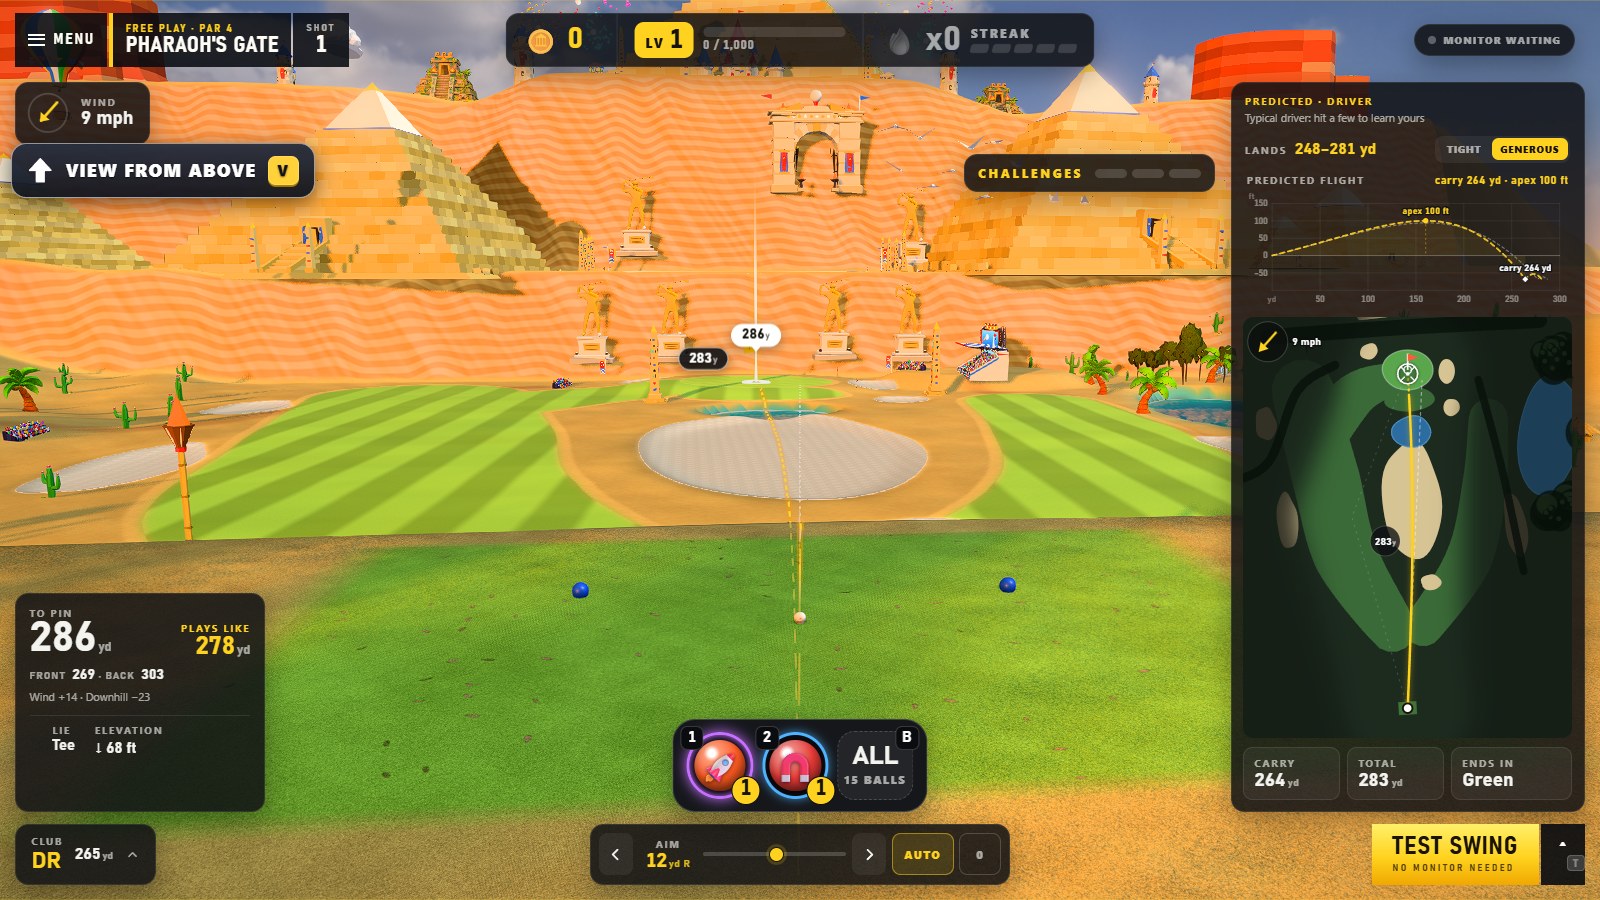 MENU
FREE PLAY · PAR 4
PHARAOH'S GATE
SHOT
1
0
LV 1
0 / 1,000
x0
STREAK
MONITOR WAITING
WIND
9 mph
VIEW FROM ABOVE
V
CHALLENGES
286y
283y
PREDICTED · DRIVER
Typical driver: hit a few to learn yours
LANDS 248–281 yd
TIGHT
GENEROUS
PREDICTED FLIGHT
carry 264 yd · apex 100 ft
ft
150
100
50
0
-50
apex 100 ft
carry 264 yd
yd
50
100
150
200
250
300
9 mph
283y
CARRY
264 yd
TOTAL
283 yd
ENDS IN
Green
TO PIN
286 yd
PLAYS LIKE
278 yd
FRONT 269 · BACK 303
Wind +14 · Downhill −23
LIE
Tee
ELEVATION
↓ 68 ft
CLUB
DR
265 yd
1
1
2
1
B
ALL
15 BALLS
AIM
12 yd R
AUTO
0
TEST SWING
NO MONITOR NEEDED
T